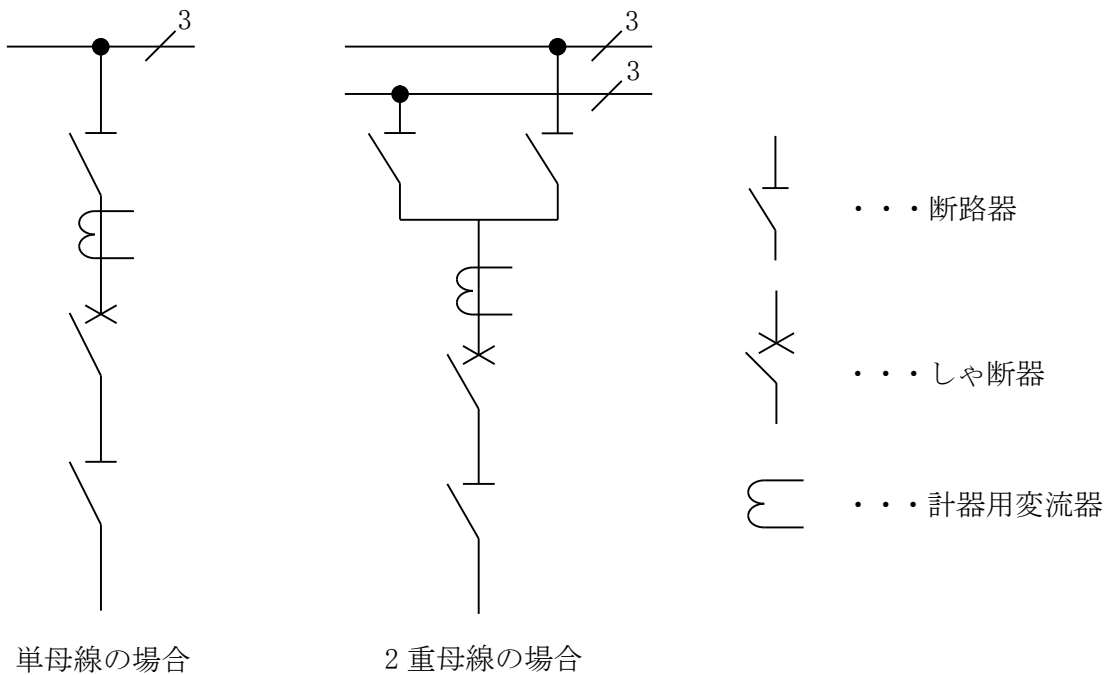 3
3
3
・・・断路器
・・・しゃ断器
・・・計器用変流器
単母線の場合
2 重母線の場合